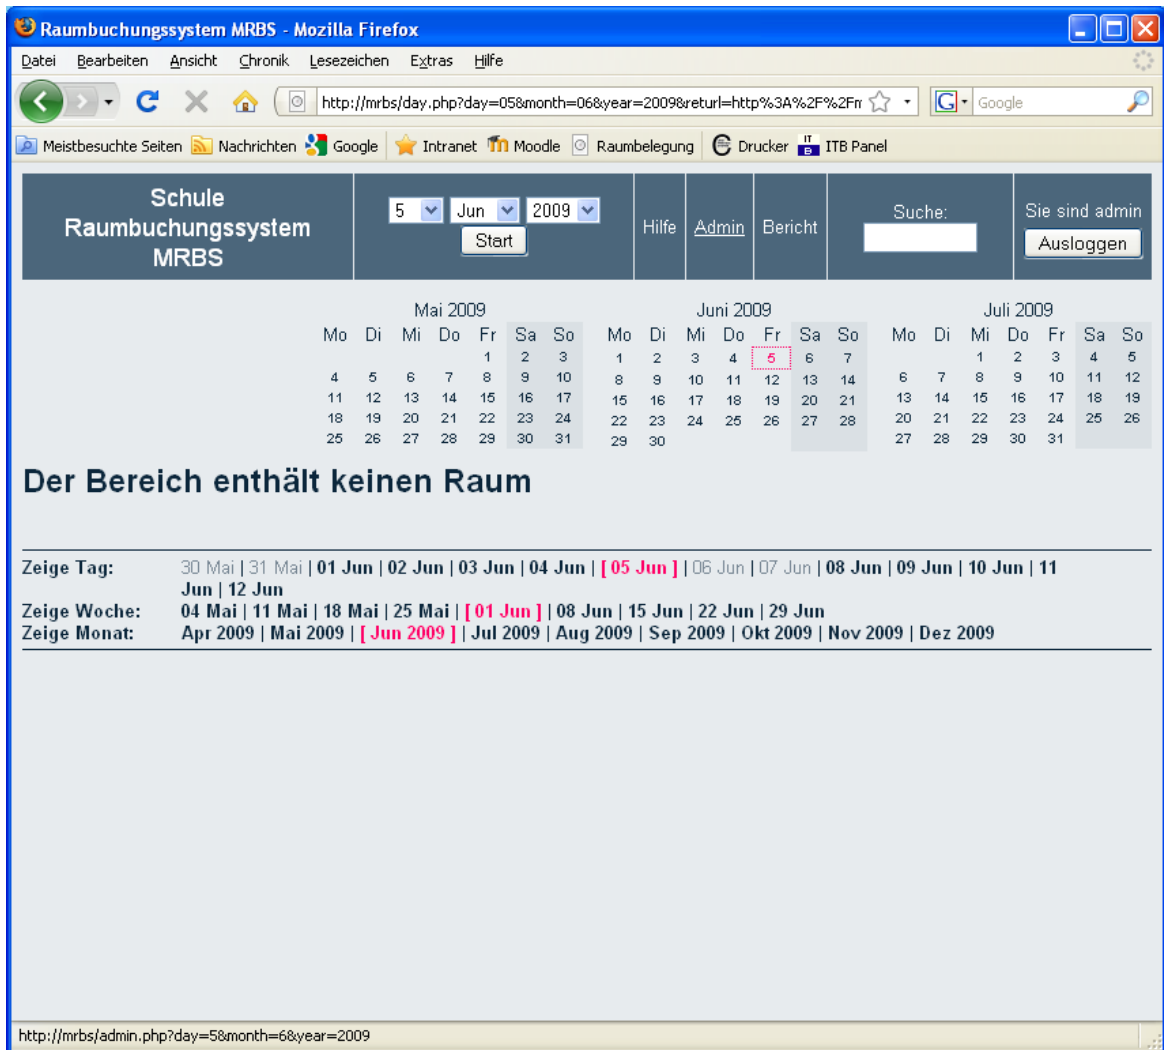 Raumbuchungssystem MRBS - Mozilla Firefox
Datei Bearbeiten Ansicht Chronik Lesezeichen Extras Hilfe
http://mrbs/day.php?day=05&month=06&year=2009&returl=http%3A%2F%2Fm G Google
Meistbesuchte Seiten Nachrichten Google Intranet Moodle Raumbelegung Drucker ITB Panel
Schule
Raumbuchungssystem
MRBS
5 Jun 2009
Start
Hilfe Admin Bericht
Suche:
Sie sind admin
Ausloggen
Mai 2009 Juni 2009 Juli 2009
Mo Di Mi Do Fr Sa So Mo Di Mi Do Fr Sa So Mo Di Mi Do Fr Sa So
1 2 3 1 2 3 4 5 6 7 1 2 3 4 5
4 5 6 7 8 9 10 8 9 10 11 12 13 14 6 7 8 9 10 11 12
11 12 13 14 15 16 17 15 16 17 18 19 20 21 13 14 15 16 17 18 19
18 19 20 21 22 23 24 22 23 24 25 26 27 28 20 21 22 23 24 25 26
25 26 27 28 29 30 31 29 30 27 28 29 30 31
Der Bereich enthält keinen Raum
Zeige Tag: 30 Mai | 31 Mai | 01 Jun | 02 Jun | 03 Jun | 04 Jun | [ 05 Jun ] | 06 Jun | 07 Jun | 08 Jun | 09 Jun | 10 Jun | 11
Jun | 12 Jun
Zeige Woche: 04 Mai | 11 Mai | 18 Mai | 25 Mai | [ 01 Jun ] | 08 Jun | 15 Jun | 22 Jun | 29 Jun
Zeige Monat: Apr 2009 | Mai 2009 | [ Jun 2009 ] | Jul 2009 | Aug 2009 | Sep 2009 | Okt 2009 | Nov 2009 | Dez 2009
http://mrbs/admin.php?day=5&month=6&year=2009